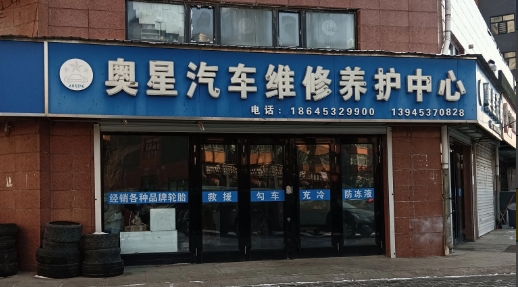 奥星汽车维修养护中心
电话：18645329900 13945370828
经销各种品牌轮胎 救援 勾车 充冷 防冻液